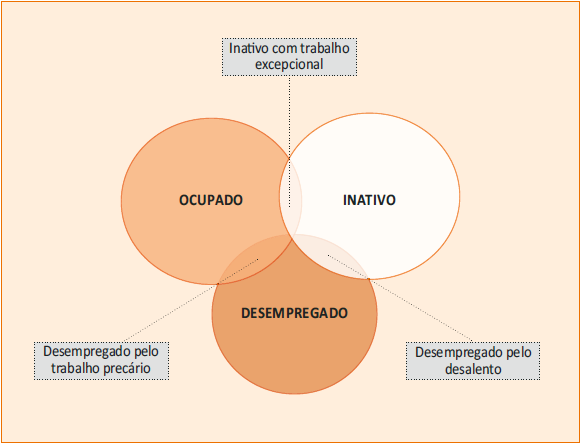 Inativo com trabalho
excepcional
OCUPADO
INATIVO
DESEMPREGADO
Desempregado pelo
trabalho precário
Desempregado pelo
desalento